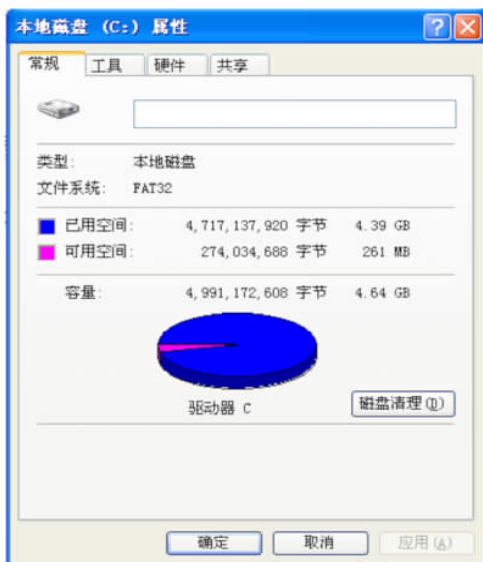 本地磁盘 (C:) 属性
常规 工具 硬件 共享
类型: 本地磁盘
文件系统: FAT32
已用空间: 4,717,137,920 字节 4.39 GB
可用空间: 274,034,688 字节 261 MB
容量: 4,991,172,608 字节 4.64 GB
驱动器 C
磁盘清理(D)
确定 取消 应用(A)